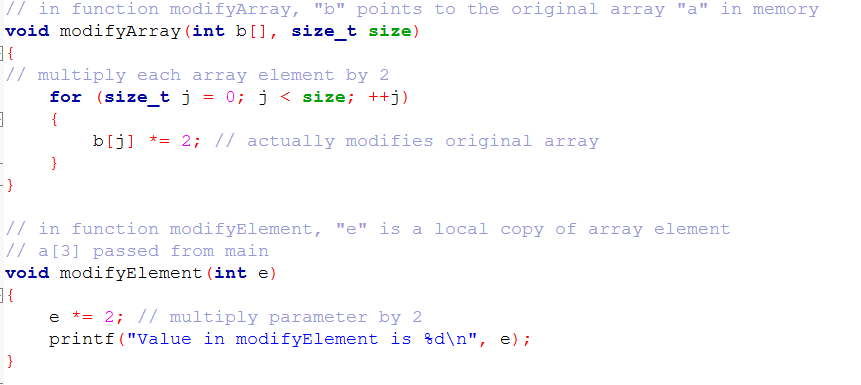 // in function modifyArray, "b" points to the original array "a" in memory
void modifyArray(int b[], size_t size)
{
// multiply each array element by 2
for (size_t j = 0; j < size; ++j)
{
b[j] *= 2; // actually modifies original array
}
}
// in function modifyElement, "e" is a local copy of array element
// a[3] passed from main
void modifyElement(int e)
{
e *= 2; // multiply parameter by 2
printf("Value in modifyElement is %d\n", e);
}